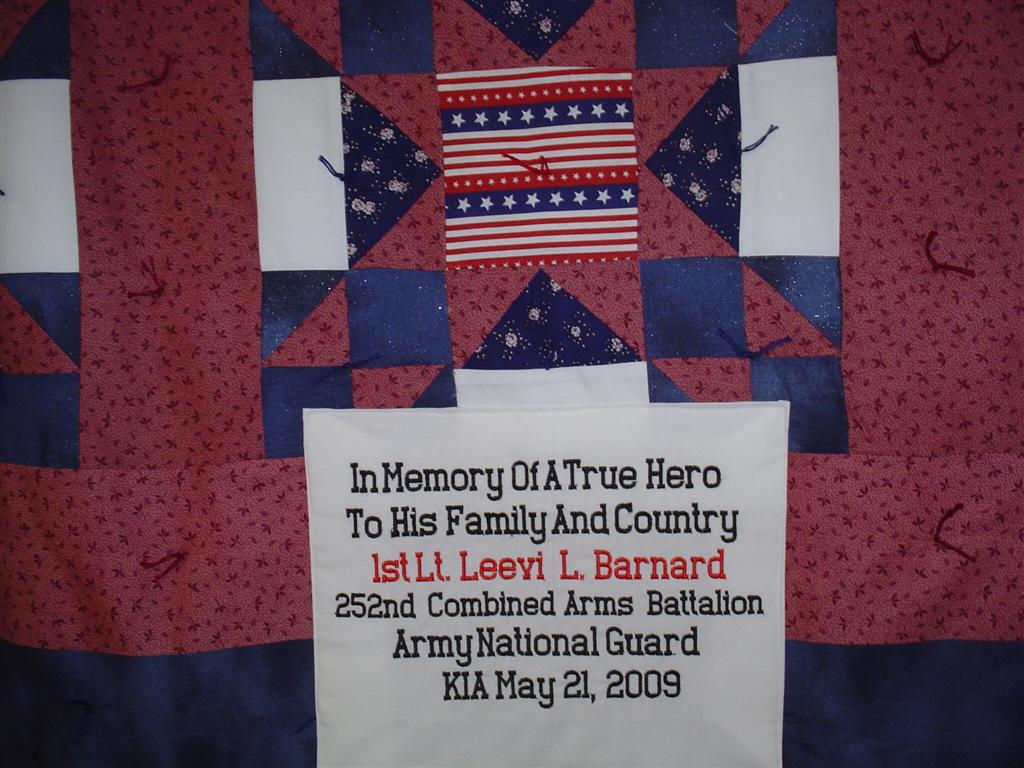 In Memory Of A True Hero
To His Family And Country
1st Lt. Leevi L. Barnard
252nd Combined Arms Battalion
Army National Guard
KIA May 21, 2009